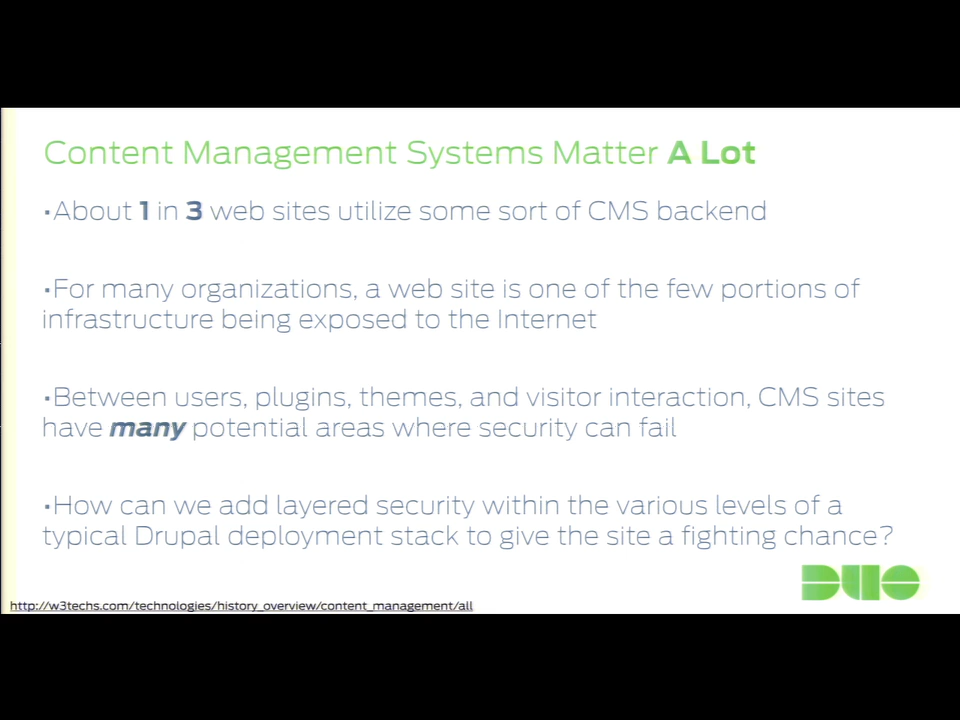 Content Management Systems Matter A Lot
·About 1 in 3 web sites utilize some sort of CMS backend
·For many organizations, a web site is one of the few portions of
infrastructure being exposed to the Internet
·Between users, plugins, themes, and visitor interaction, CMS sites
have many potential areas where security can fail
·How can we add layered security within the various levels of a
typical Drupal deployment stack to give the site a fighting chance?
DUO
http://w3techs.com/technologies/history_overview/content_management/all